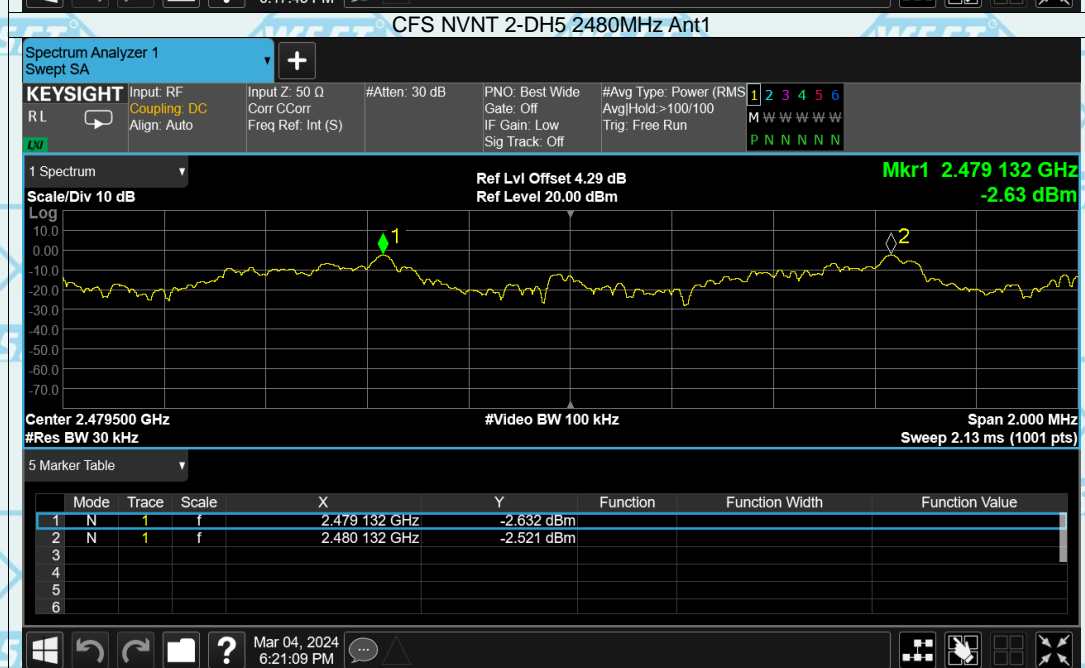 CFS NVNT 2-DH5 2480MHz Ant1
Spectrum Analyzer 1
Swept SA
+
KEYSIGHT
R L
LXI
Input: RF
Coupling: DC
Align: Auto
Input Z: 50 Ω
Corr CCorr
Freq Ref: Int (S)
#Atten: 30 dB
PNO: Best Wide
Gate: Off
IF Gain: Low
Sig Track: Off
#Avg Type: Power (RMS
Avg|Hold:>100/100
Trig: Free Run
1 2 3 4 5 6
M W W W W W
P N N N N N
1 Spectrum
Scale/Div 10 dB
Ref Lvl Offset 4.29 dB
Ref Level 20.00 dBm
Mkr1 2.479 132 GHz
-2.63 dBm
Log
10.0
0.00
-10.0
-20.0
-30.0
-40.0
-50.0
-60.0
-70.0
1
2
Center 2.479500 GHz
#Res BW 30 kHz
#Video BW 100 kHz
Span 2.000 MHz
Sweep 2.13 ms (1001 pts)
5 Marker Table
Mode Trace Scale X Y Function Function Width Function Value
1 N 1 f 2.479 132 GHz -2.632 dBm
2 N 1 f 2.480 132 GHz -2.521 dBm
3
4
5
6
?
Mar 04, 2024
6:21:09 PM